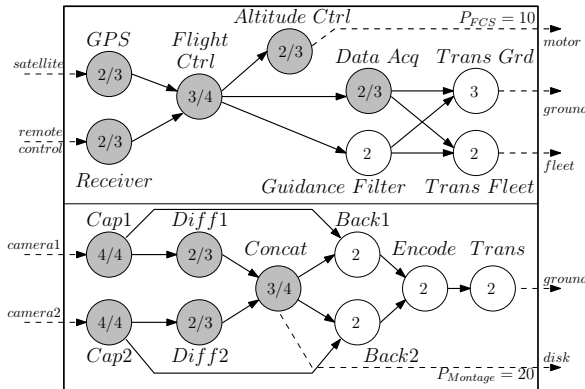 Altitude Ctrl
P_FCS = 10
GPS
Flight
Ctrl
2/3
motor
Data Acq
Trans Grd
satellite
2/3
3/4
2/3
3
ground
remote
control
2/3
2
2
fleet
Receiver
Guidance Filter
Trans Fleet
Cap1
Diff1
Back1
Concat
Encode
Trans
camera1
4/4
2/3
2
3/4
2
2
ground
camera2
4/4
2/3
2
Cap2
Diff2
Back2
disk
P_Montage = 20